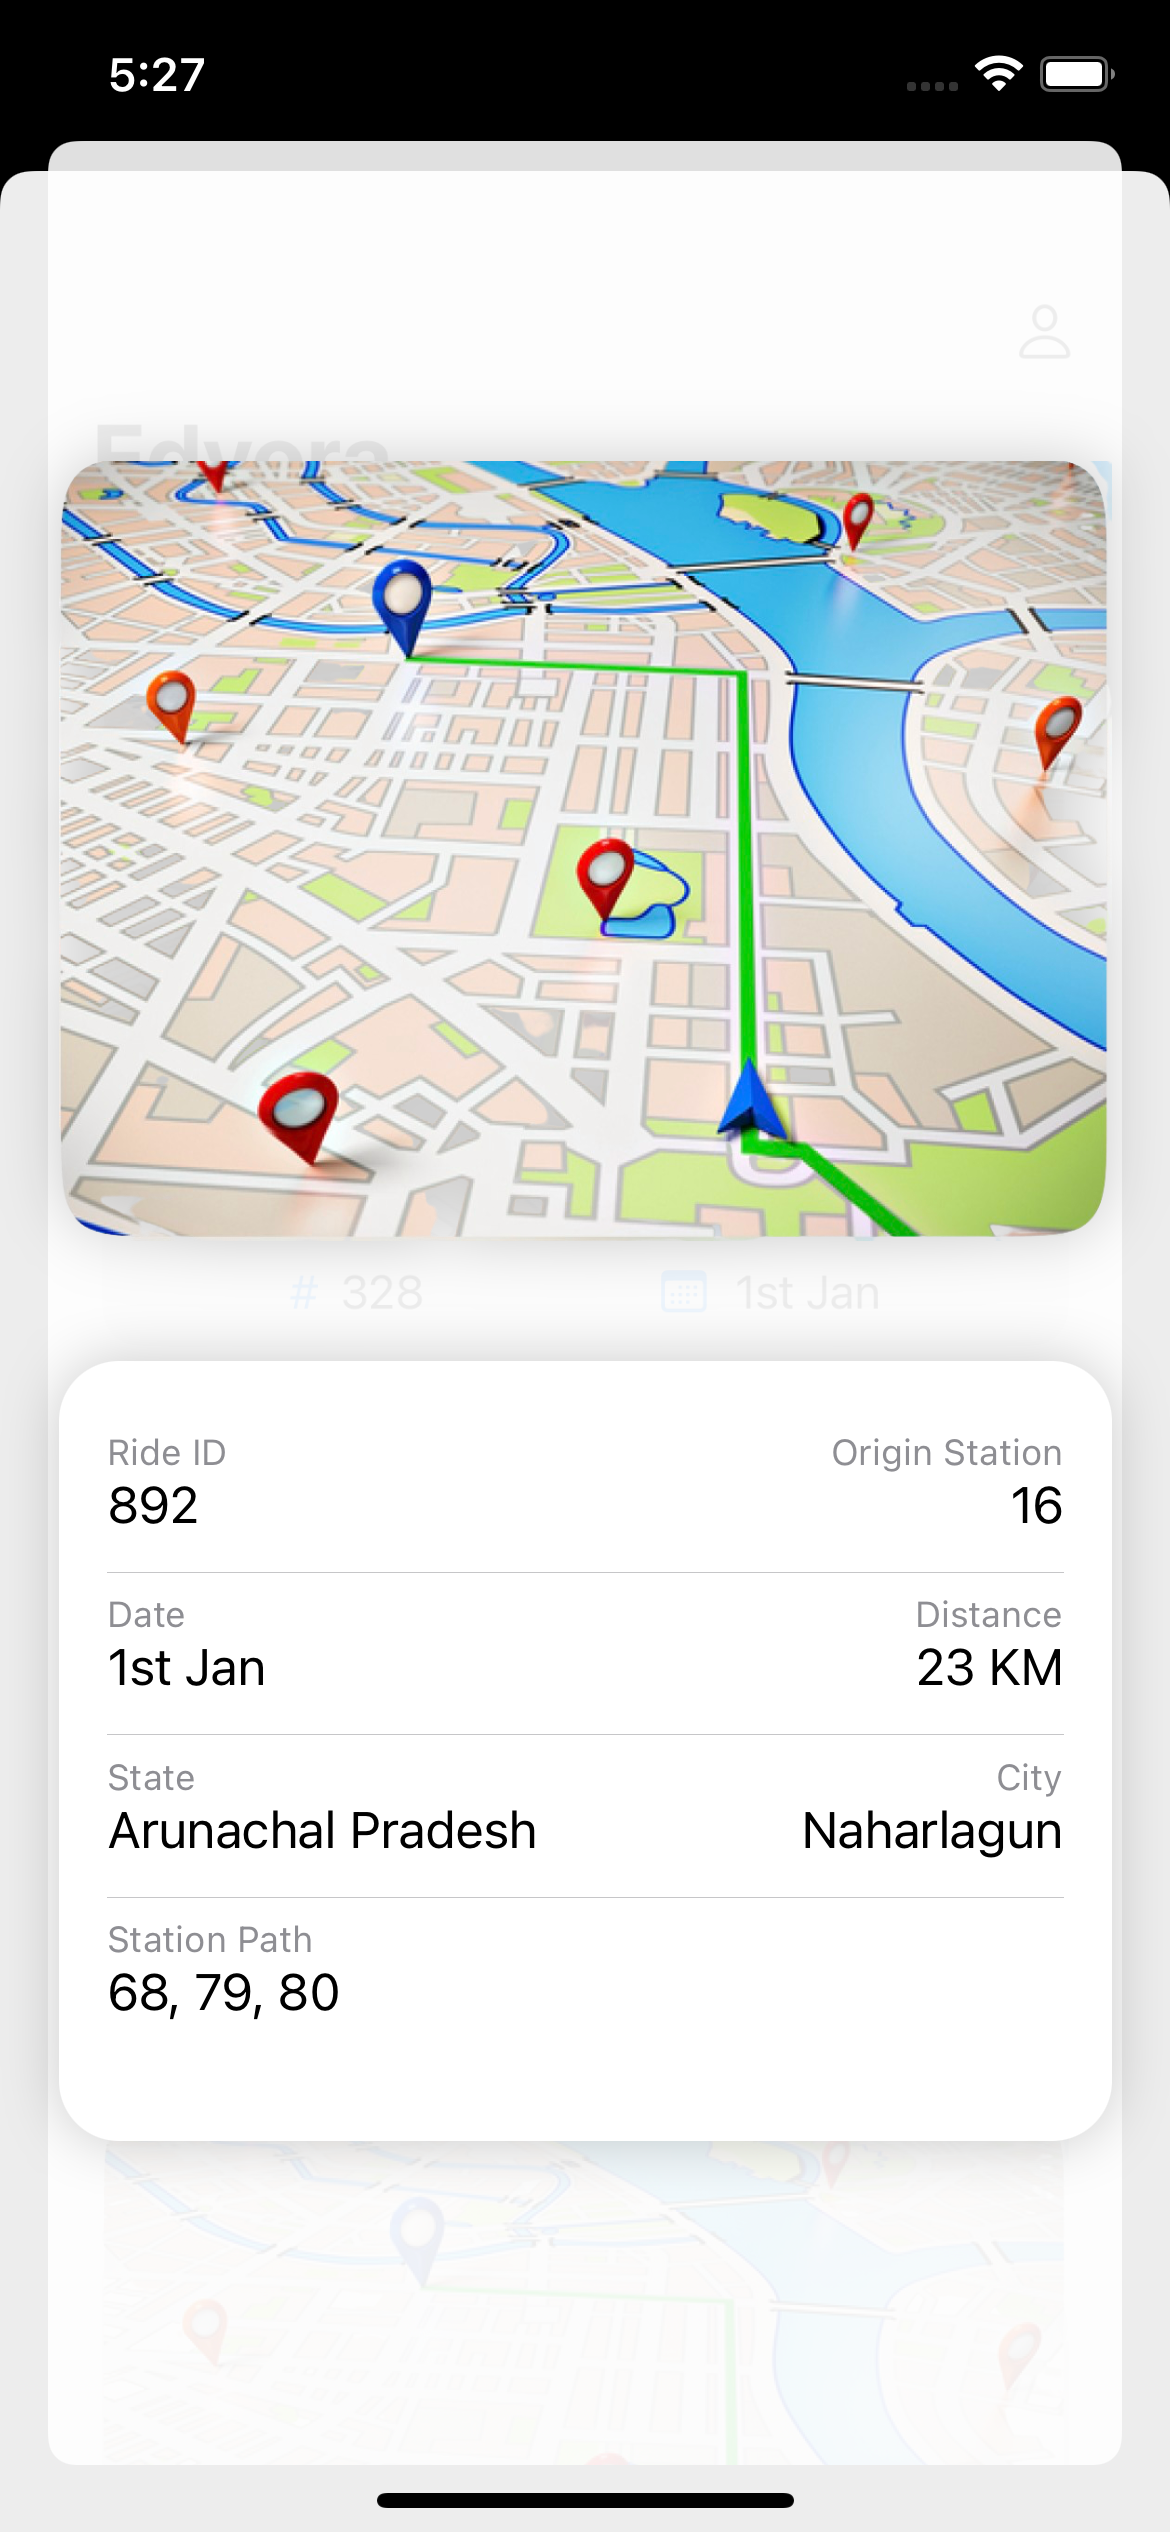 5:27
Edvora
# 328
1st Jan
Ride ID
Origin Station
892
16
Date
Distance
1st Jan
23 KM
State
City
Arunachal Pradesh
Naharlagun
Station Path
68, 79, 80